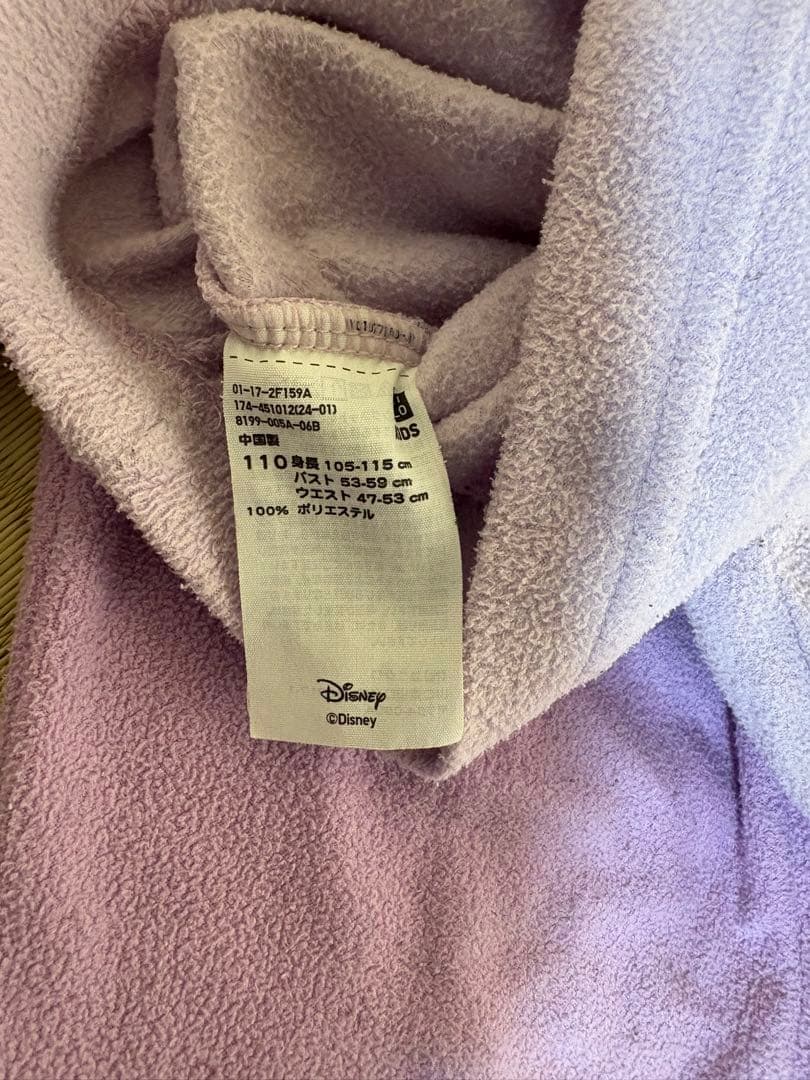 01-17-2F159A
174-451012(24-01)
8199-005A-06B
中国製
110 身長 105-115 cm
バスト 53-59 cm
ウエスト 47-53 cm
100% ポリエステル
Disney
©Disney